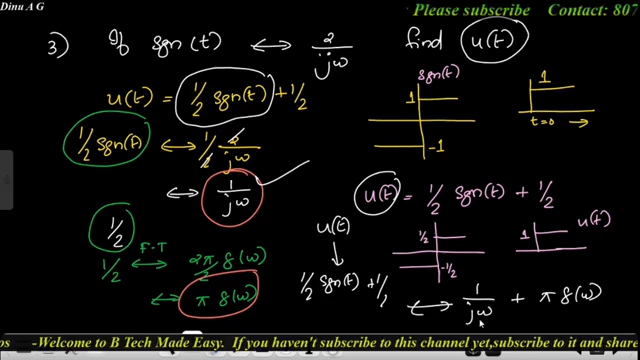 Dinu A G
Please subscribe Contact: 807
3) If sgn(t) ⟷ 2/jω find u(t)
u(t) = 1/2 sgn(t) + 1/2
sgn(t)
1
-1
1
t=0 →
1/2 sgn(t) ⟷ 1/2 2/jω
⟷ 1/jω
u(t) = 1/2 sgn(t) + 1/2
1/2
u(t)
1/2
-1/2
1
u(t)
1/2 F.T ⟷ 2π/2 δ(ω)
⟷ π δ(ω)
1/2 sgn(t) + 1/2 ⟷ 1/jω + π δ(ω)
os -Welcome to B Tech Made Easy. If you haven't subscribe to this channel yet,subscribe to it and share